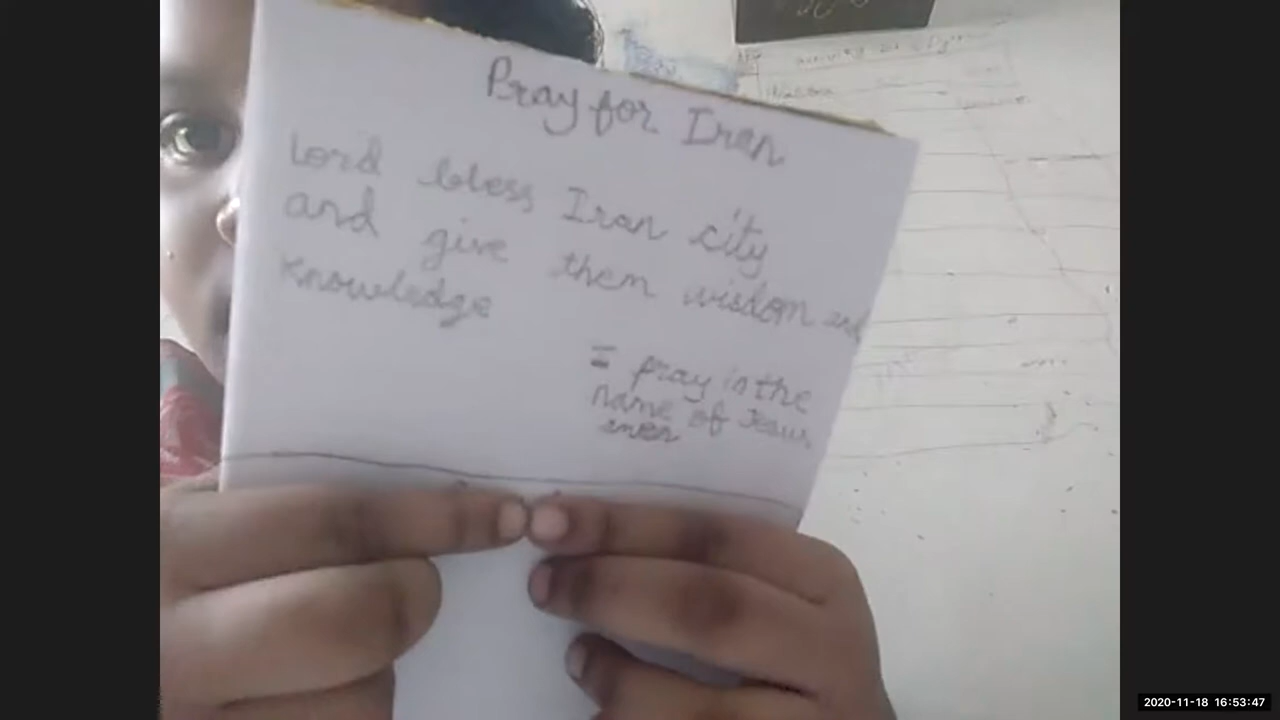 Pray for Iran
Lord bless Iran city
and give them wisdom and
knowledge
I pray in the
name of Jesus
amen
2020-11-18 16:53:47